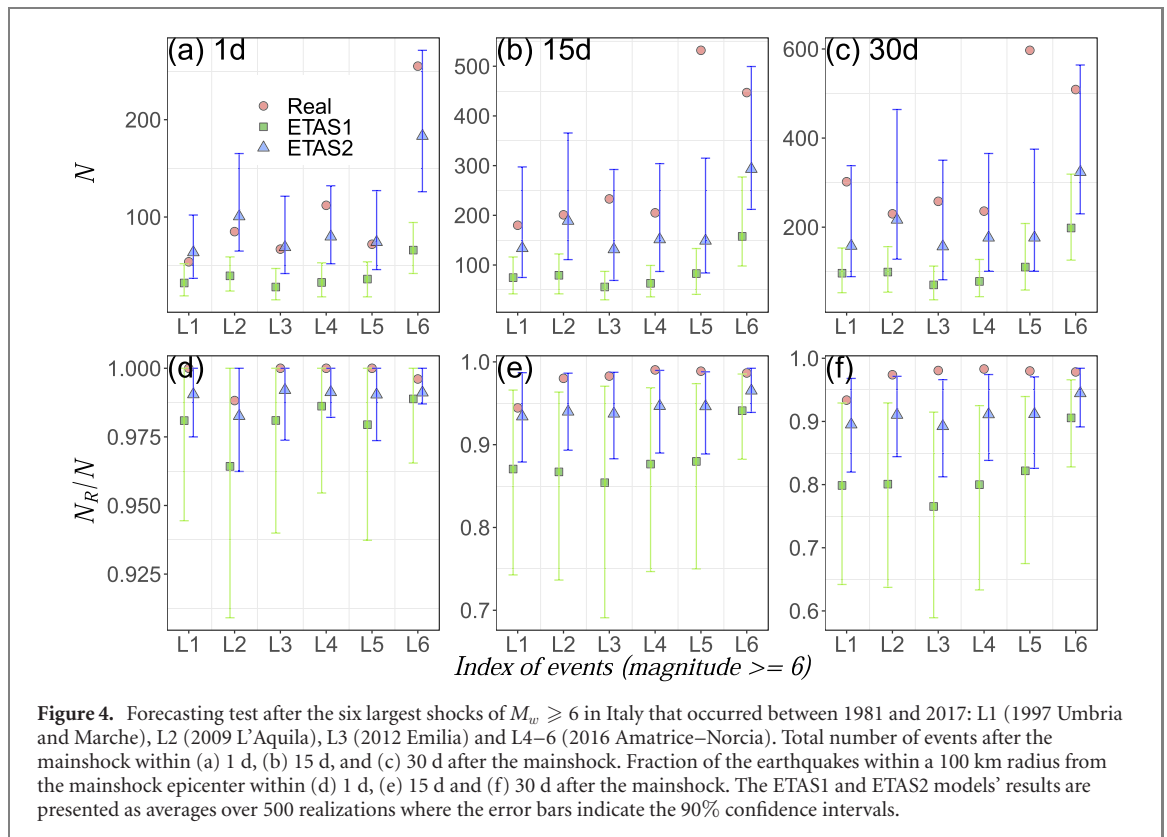 (a) 1d
(b) 15d
(c) 30d
N
200
100
Real
ETAS1
ETAS2
L1 L2 L3 L4 L5 L6
500
400
300
200
100
L1 L2 L3 L4 L5 L6
600
400
200
L1 L2 L3 L4 L5 L6
(d)
(e)
(f)
N_R/N
1.000
0.975
0.950
0.925
L1 L2 L3 L4 L5 L6
1.0
0.9
0.8
0.7
L1 L2 L3 L4 L5 L6
1.0
0.9
0.8
0.7
0.6
L1 L2 L3 L4 L5 L6
Index of events (magnitude >= 6)
Figure 4. Forecasting test after the six largest shocks of M_w ⩾ 6 in Italy that occurred between 1981 and 2017: L1 (1997 Umbria
and Marche), L2 (2009 L'Aquila), L3 (2012 Emilia) and L4–6 (2016 Amatrice–Norcia). Total number of events after the
mainshock within (a) 1 d, (b) 15 d, and (c) 30 d after the mainshock. Fraction of the earthquakes within a 100 km radius from
the mainshock epicenter within (d) 1 d, (e) 15 d and (f) 30 d after the mainshock. The ETAS1 and ETAS2 models' results are
presented as averages over 500 realizations where the error bars indicate the 90% confidence intervals.